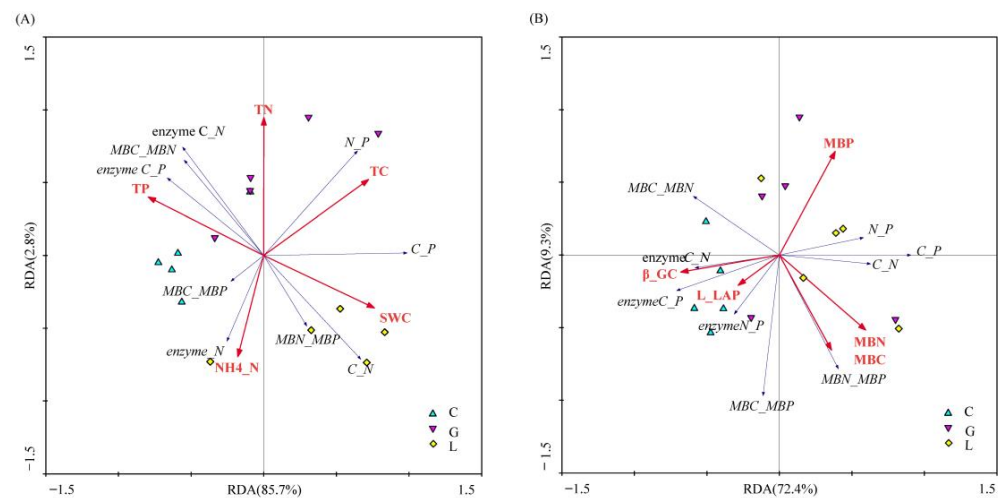 (A)
1.5
TN
enzyme C_N
MBC_MBN
enzyme C_P
TP
N_P
TC
C_P
MBC_MBP
SWC
MBN_MBP
enzyme_N
NH4_N
C_N
C
G
L
RDA(2.8%)
−1.5
−1.5
RDA(85.7%)
1.5
(B)
1.5
MBP
MBC_MBN
N_P
C_P
enzymeC_N
C_N
β_GC
L_LAP
enzymeC_P
enzymeN_P
MBN
MBC
MBN_MBP
MBC_MBP
C
G
L
RDA(9.3%)
−1.5
−1.5
RDA(72.4%)
1.5